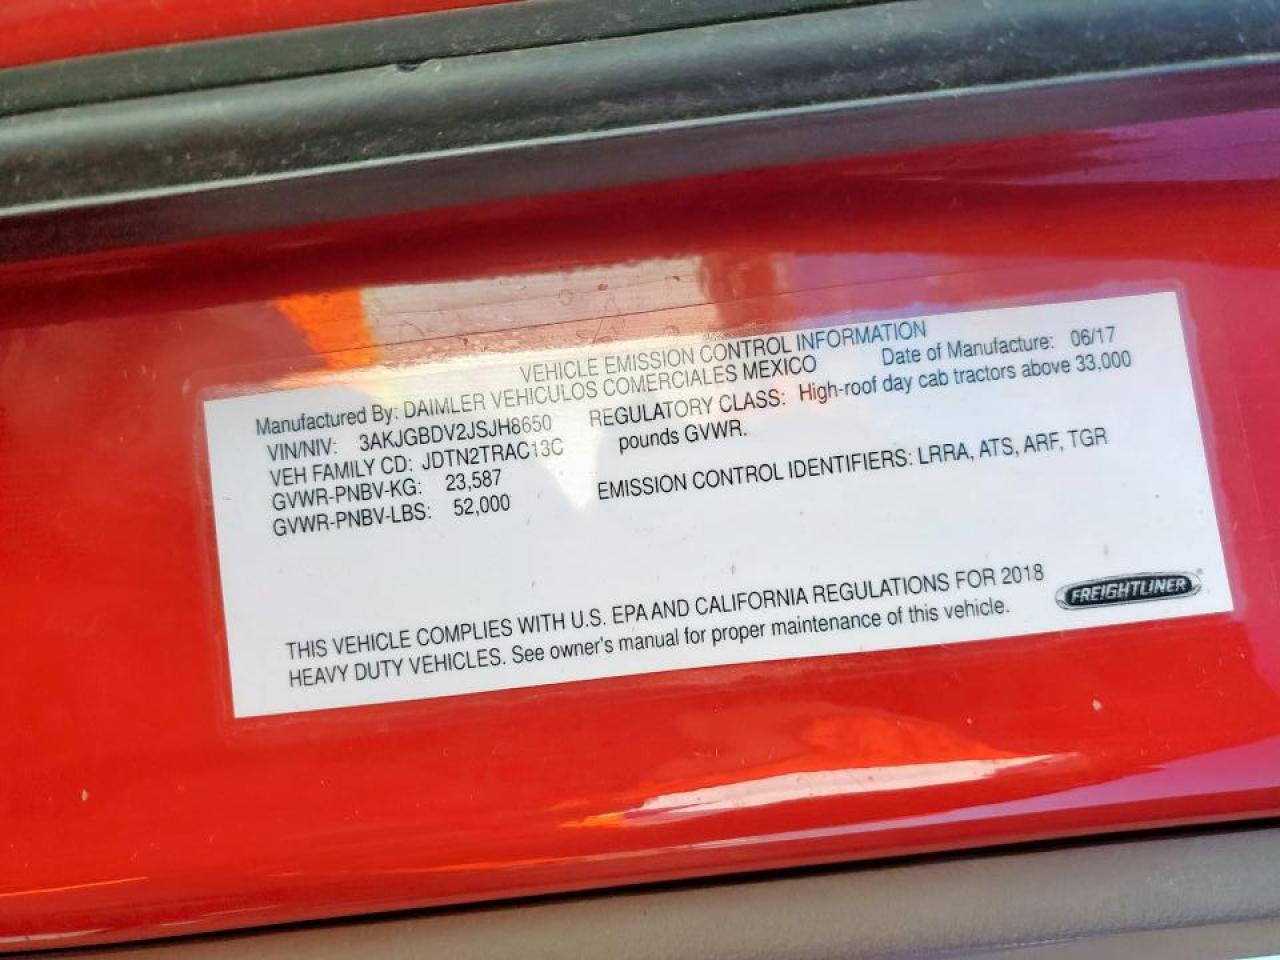 VEHICLE EMISSION CONTROL INFORMATION
Manufactured By: DAIMLER VEHICULOS COMERCIALES MEXICO Date of Manufacture: 06/17
VIN/NIV: 3AKJGBDV2JSJH8650 REGULATORY CLASS: High-roof day cab tractors above 33,000
VEH FAMILY CD: JDTN2TRAC13C pounds GVWR.
GVWR-PNBV-KG: 23,587
GVWR-PNBV-LBS: 52,000 EMISSION CONTROL IDENTIFIERS: LRRA, ATS, ARF, TGR
THIS VEHICLE COMPLIES WITH U.S. EPA AND CALIFORNIA REGULATIONS FOR 2018
HEAVY DUTY VEHICLES. See owner's manual for proper maintenance of this vehicle.
FREIGHTLINER